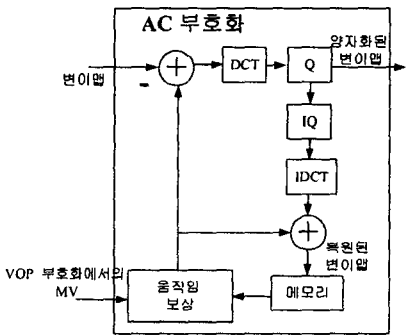 AC 부호화
변이맵
DCT
Q
양자화된
변이맵
IQ
IDCT
복원된
변이맵
VOP 부호화에서의
MV
움직임
보상
메모리